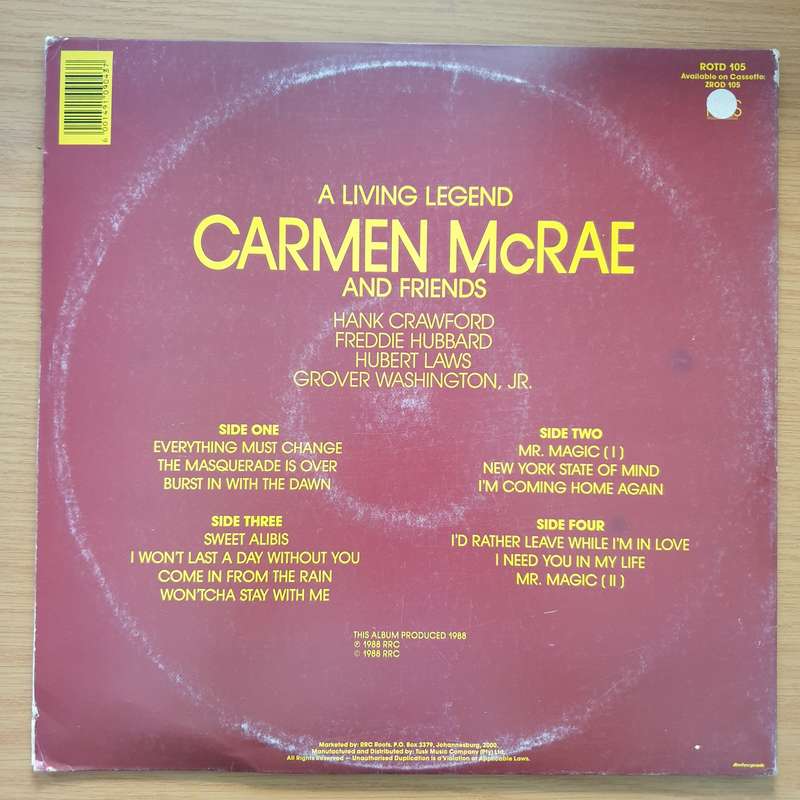 ROTD 105
Available on Cassette:
ZROD 105
6 001491 090437
A LIVING LEGEND
CARMEN McRAE
AND FRIENDS
HANK CRAWFORD
FREDDIE HUBBARD
HUBERT LAWS
GROVER WASHINGTON, JR.
SIDE ONE
EVERYTHING MUST CHANGE
THE MASQUERADE IS OVER
BURST IN WITH THE DAWN
SIDE TWO
MR. MAGIC ( I )
NEW YORK STATE OF MIND
I'M COMING HOME AGAIN
SIDE THREE
SWEET ALIBIS
I WON'T LAST A DAY WITHOUT YOU
COME IN FROM THE RAIN
WON'TCHA STAY WITH ME
SIDE FOUR
I'D RATHER LEAVE WHILE I'M IN LOVE
I NEED YOU IN MY LIFE
MR. MAGIC ( II )
THIS ALBUM PRODUCED 1988
℗ 1988 RRC
© 1988 RRC
Marketed by: RRC Roots. P.O. Box 3379, Johannesburg, 2000.
Manufactured and Distributed by: Tusk Music Company (Pty) Ltd.
All Rights Reserved — Unauthorised Duplication is a Violation of Applicable Laws.